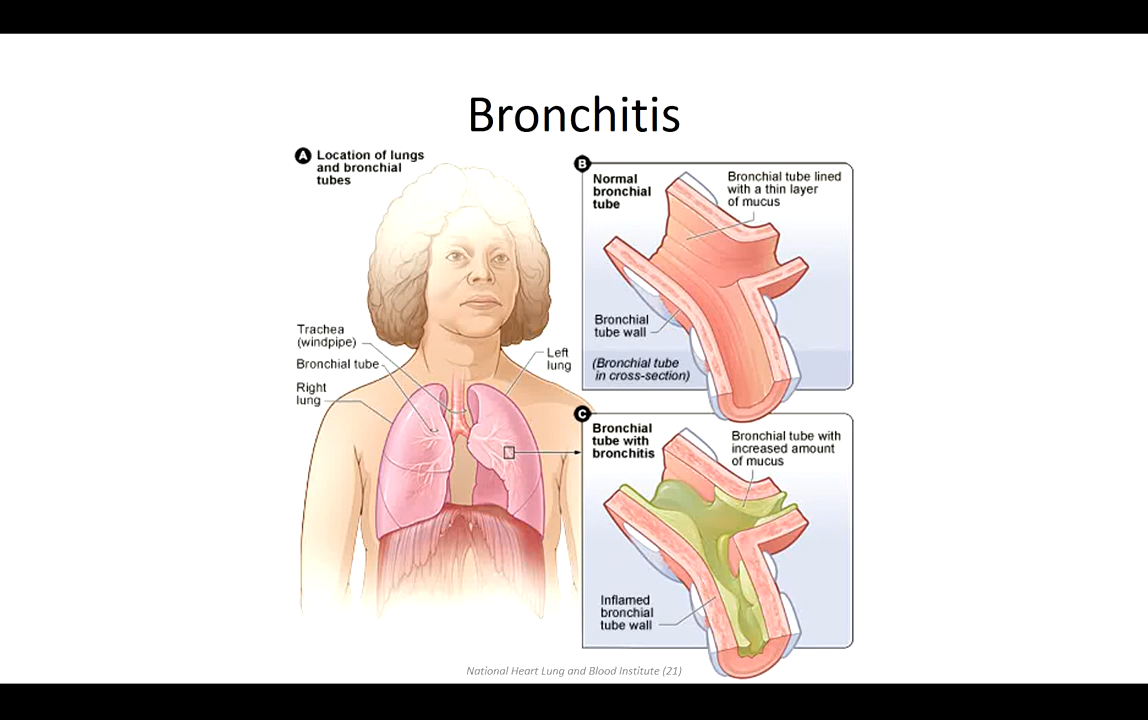 Bronchitis
A Location of lungs
and bronchial
tubes
Trachea
(windpipe)
Bronchial tube
Right
lung
Left
lung
B
Normal
bronchial
tube
Bronchial tube lined
with a thin layer
of mucus
Bronchial
tube wall
(Bronchial tube
in cross-section)
C
Bronchial
tube with
bronchitis
Bronchial tube with
increased amount
of mucus
Inflamed
bronchial
tube wall
National Heart Lung and Blood Institute (21)